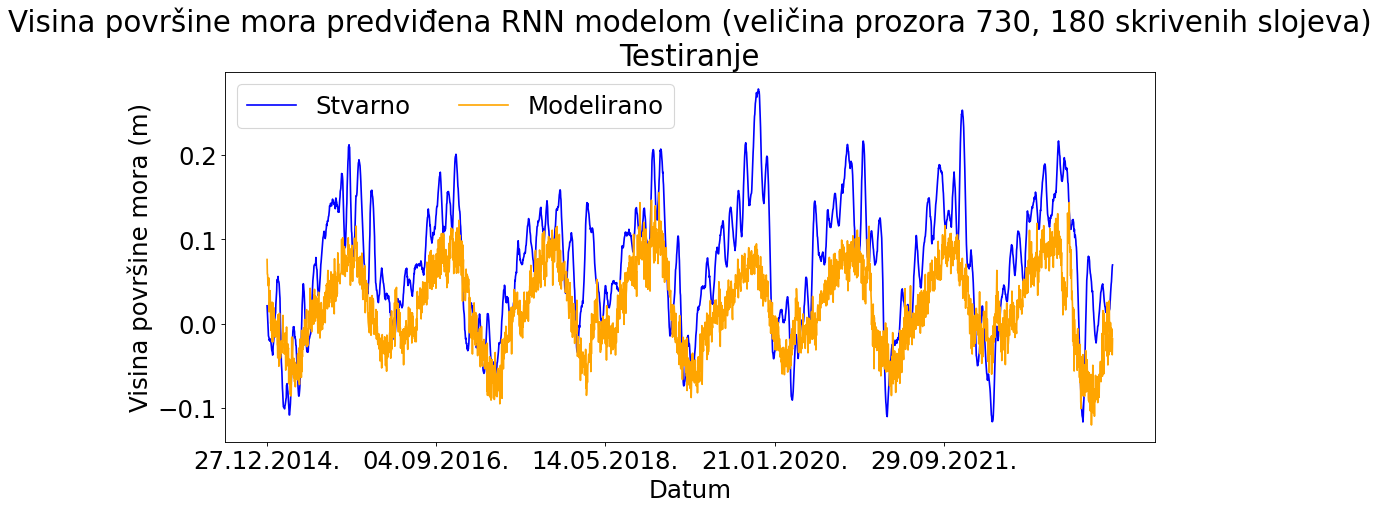 Visina površine mora predviđena RNN modelom (veličina prozora 730, 180 skrivenih slojeva)
Testiranje
Stvarno
Modelirano
Visina površine mora (m)
0.2
0.1
0.0
−0.1
27.12.2014.
04.09.2016.
14.05.2018.
21.01.2020.
29.09.2021.
Datum